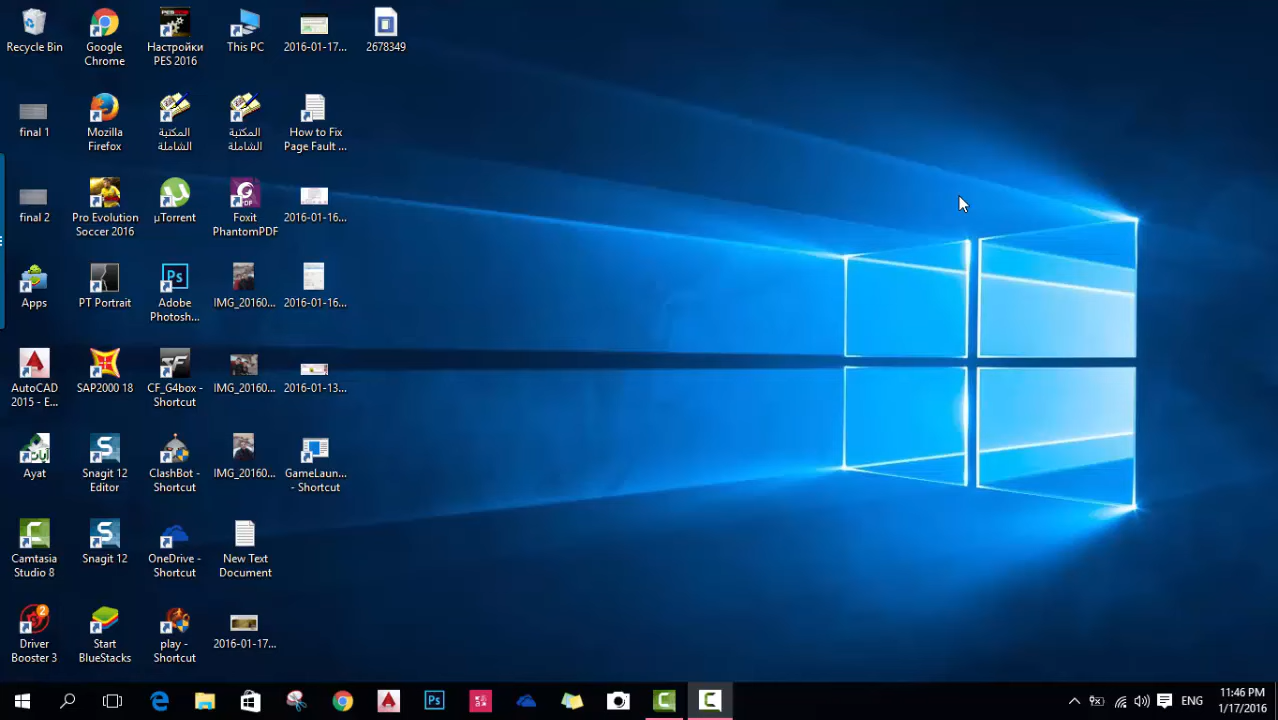 Recycle Bin
Google
Chrome
Настройки
PES 2016
This PC
2016-01-17...
2678349
final 1
Mozilla
Firefox
المكتبة
الشاملة
المكتبة
الشاملة
How to Fix
Page Fault ...
final 2
Pro Evolution
Soccer 2016
µTorrent
Foxit
PhantomPDF
2016-01-16...
Apps
PT Portrait
Adobe
Photosh...
IMG_20160...
2016-01-16...
AutoCAD
2015 - E...
SAP2000 18
CF_G4box -
Shortcut
IMG_20160...
2016-01-13...
Ayat
Snagit 12
Editor
ClashBot -
Shortcut
IMG_20160...
GameLaun...
- Shortcut
Camtasia
Studio 8
Snagit 12
OneDrive -
Shortcut
New Text
Document
Driver
Booster 3
Start
BlueStacks
play -
Shortcut
2016-01-17...
ENG
11:46 PM
1/17/2016